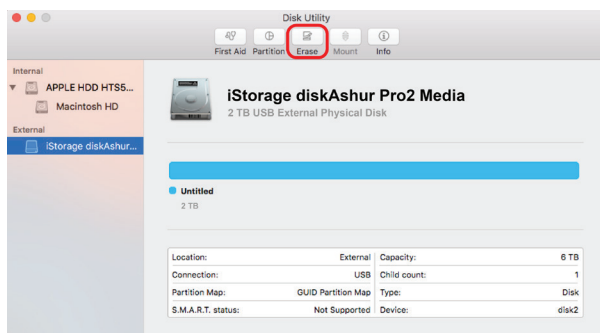 Disk Utility
First Aid Partition Erase Mount Info
Internal
APPLE HDD HTS5...
Macintosh HD
External
iStorage diskAshur...
iStorage diskAshur Pro2 Media
2 TB USB External Physical Disk
Untitled
2 TB
Location: External Capacity: 6 TB
Connection: USB Child count: 1
Partition Map: GUID Partition Map Type: Disk
S.M.A.R.T. status: Not Supported Device: disk2